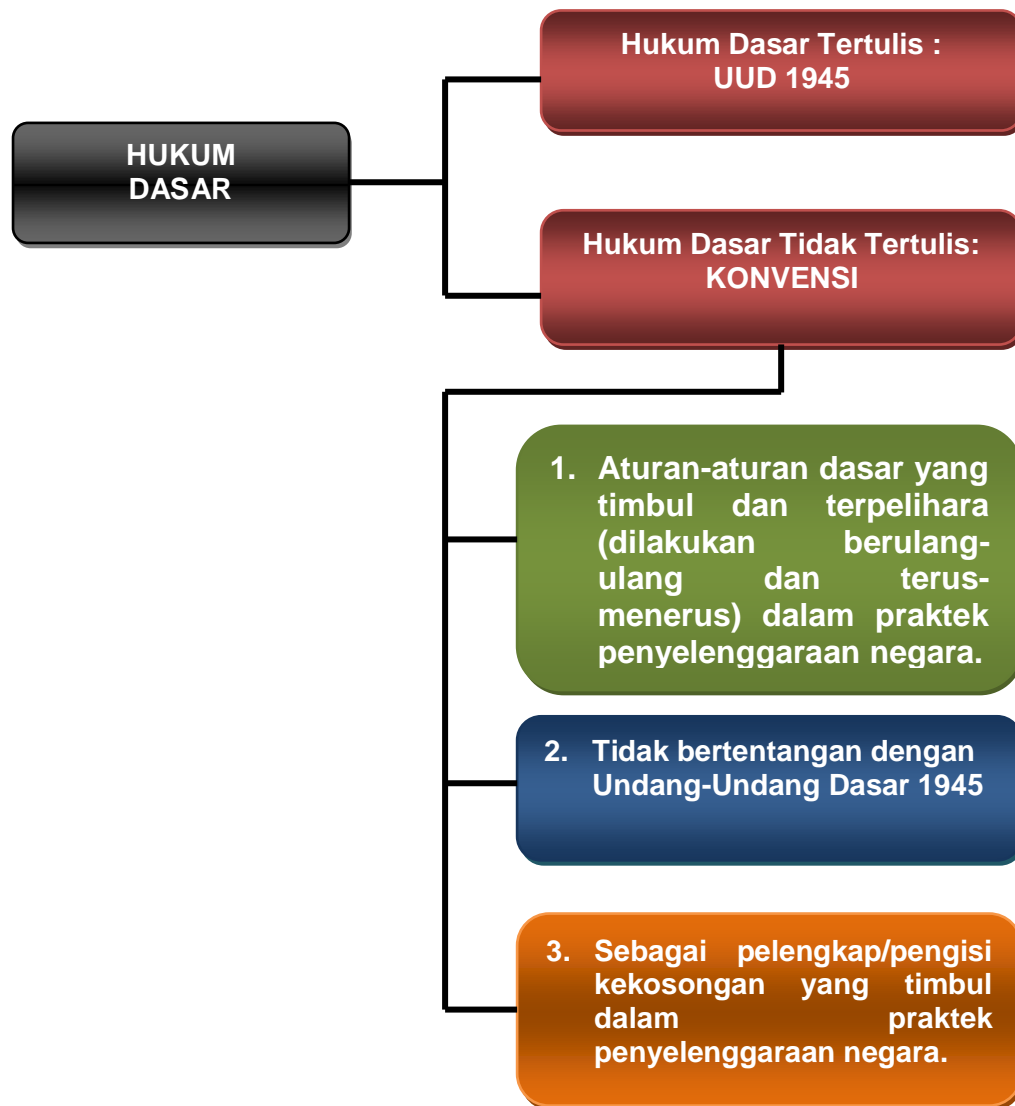 Hukum Dasar Tertulis :
UUD 1945
HUKUM
DASAR
Hukum Dasar Tidak Tertulis:
KONVENSI
1. Aturan-aturan dasar yang
timbul dan terpelihara
(dilakukan berulang-
ulang dan terus-
menerus) dalam praktek
penyelenggaraan negara.
2. Tidak bertentangan dengan
Undang-Undang Dasar 1945
3. Sebagai pelengkap/pengisi
kekosongan yang timbul
dalam praktek
penyelenggaraan negara.